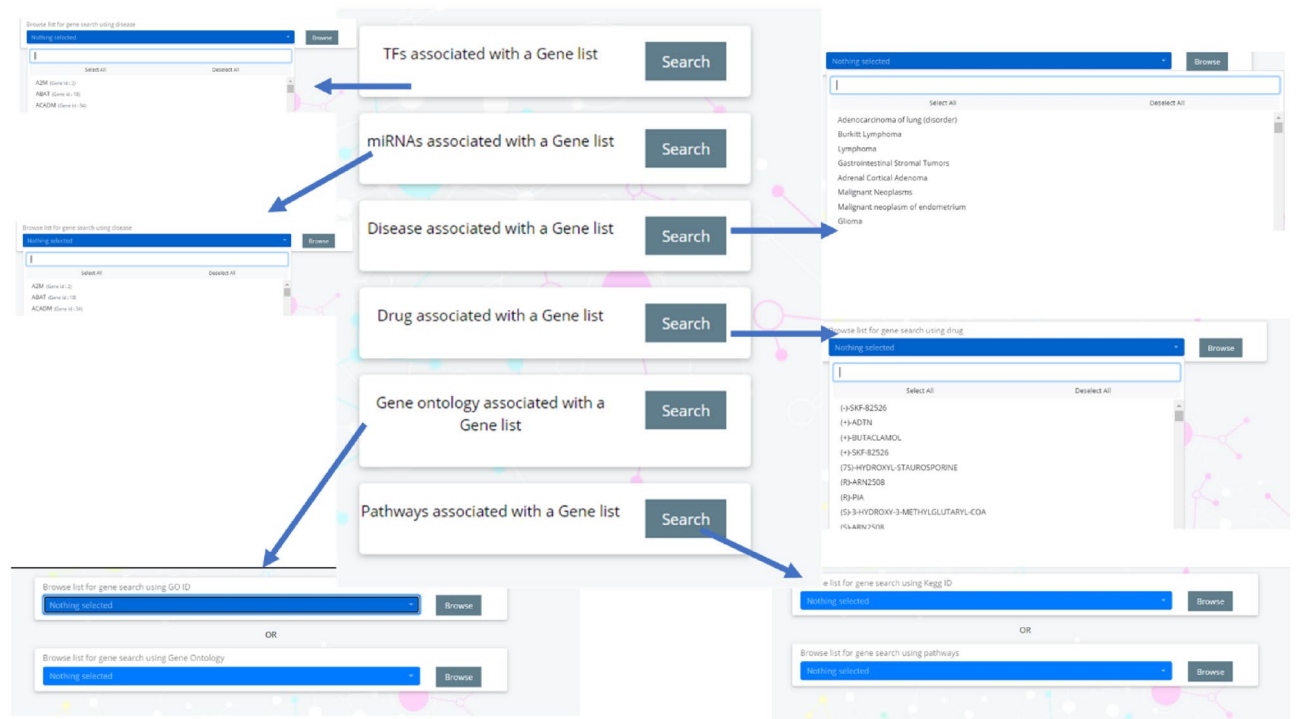 Browse list for gene search using disease
Nothing selected
Browse
Select All
Deselect All
A2M (Gene Id : 2)
ABAT (Gene Id : 18)
ACADM (Gene Id : 34)
Browse list for gene search using disease
Nothing selected
Browse
Select All
Deselect All
A2M (Gene Id : 2)
ABAT (Gene Id : 18)
ACADM (Gene Id : 34)
TFs associated with a Gene list
Search
miRNAs associated with a Gene list
Search
Disease associated with a Gene list
Search
Drug associated with a Gene list
Search
Gene ontology associated with a
Gene list
Search
Pathways associated with a Gene list
Search
Nothing selected
Browse
Select All
Deselect All
Adenocarcinoma of lung (disorder)
Burkitt Lymphoma
Lymphoma
Gastrointestinal Stromal Tumors
Adrenal Cortical Adenoma
Malignant Neoplasms
Malignant neoplasm of endometrium
Glioma
Browse list for gene search using drug
Nothing selected
Browse
Select All
Deselect All
(-)-SKF-82526
(+)-ADTN
(+)-BUTACLAMOL
(+)-SKF-82526
(7S)-HYDROXYL-STAUROSPORINE
(R)-ARN2508
(R)-PIA
(S)-3-HYDROXY-3-METHYLGLUTARYL-COA
(S)-ARN2508
Browse list for gene search using GO ID
Nothing selected
Browse
OR
Browse list for gene search using Gene Ontology
Nothing selected
Browse
e list for gene search using Kegg ID
Nothing selected
Browse
OR
Browse list for gene search using pathways
Nothing selected
Browse